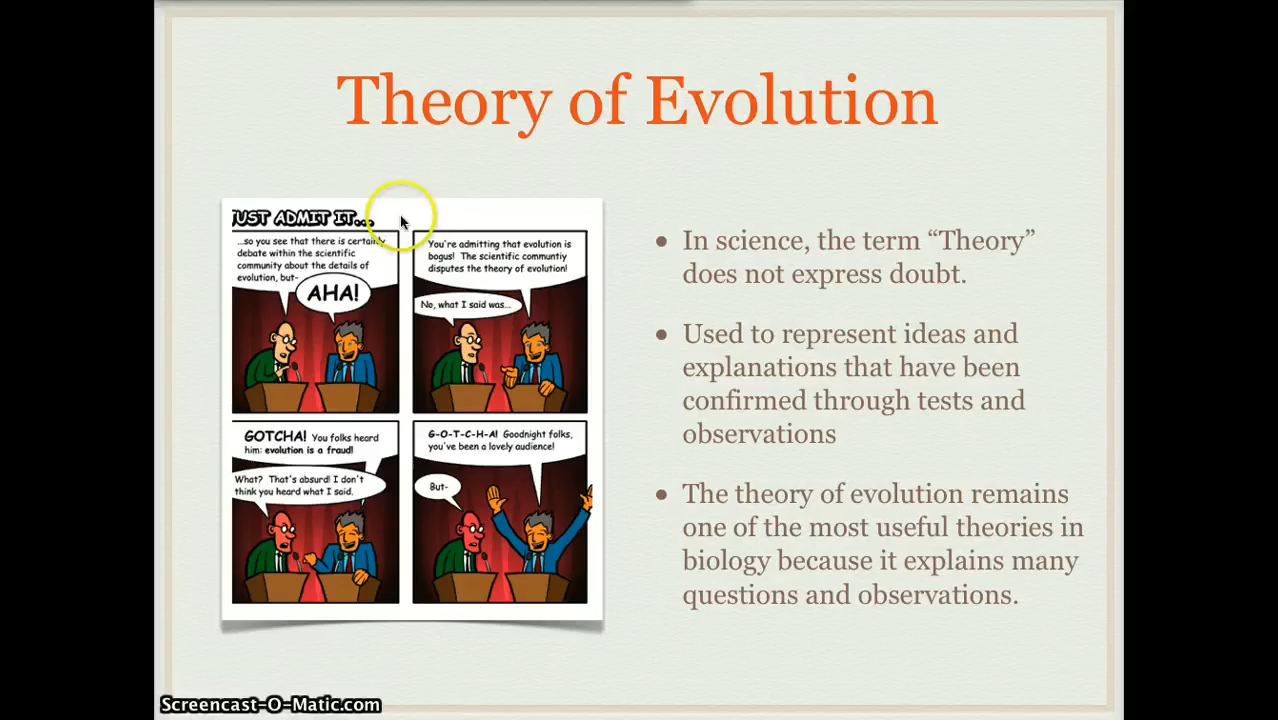 Theory of Evolution
JUST ADMIT IT...
...so you see that there is certainly
debate within the scientific
community about the details of
evolution, but-
AHA!
You're admitting that evolution is
bogus! The scientific communtiy
disputes the theory of evolution!
No, what I said was...
GOTCHA! You folks heard
him: evolution is a fraud!
What? That's absurd! I don't
think you heard what I said.
G-O-T-C-H-A! Goodnight folks,
you've been a lovely audience!
But-
• In science, the term “Theory”
does not express doubt.
• Used to represent ideas and
explanations that have been
confirmed through tests and
observations
• The theory of evolution remains
one of the most useful theories in
biology because it explains many
questions and observations.
Screencast-O-Matic.com